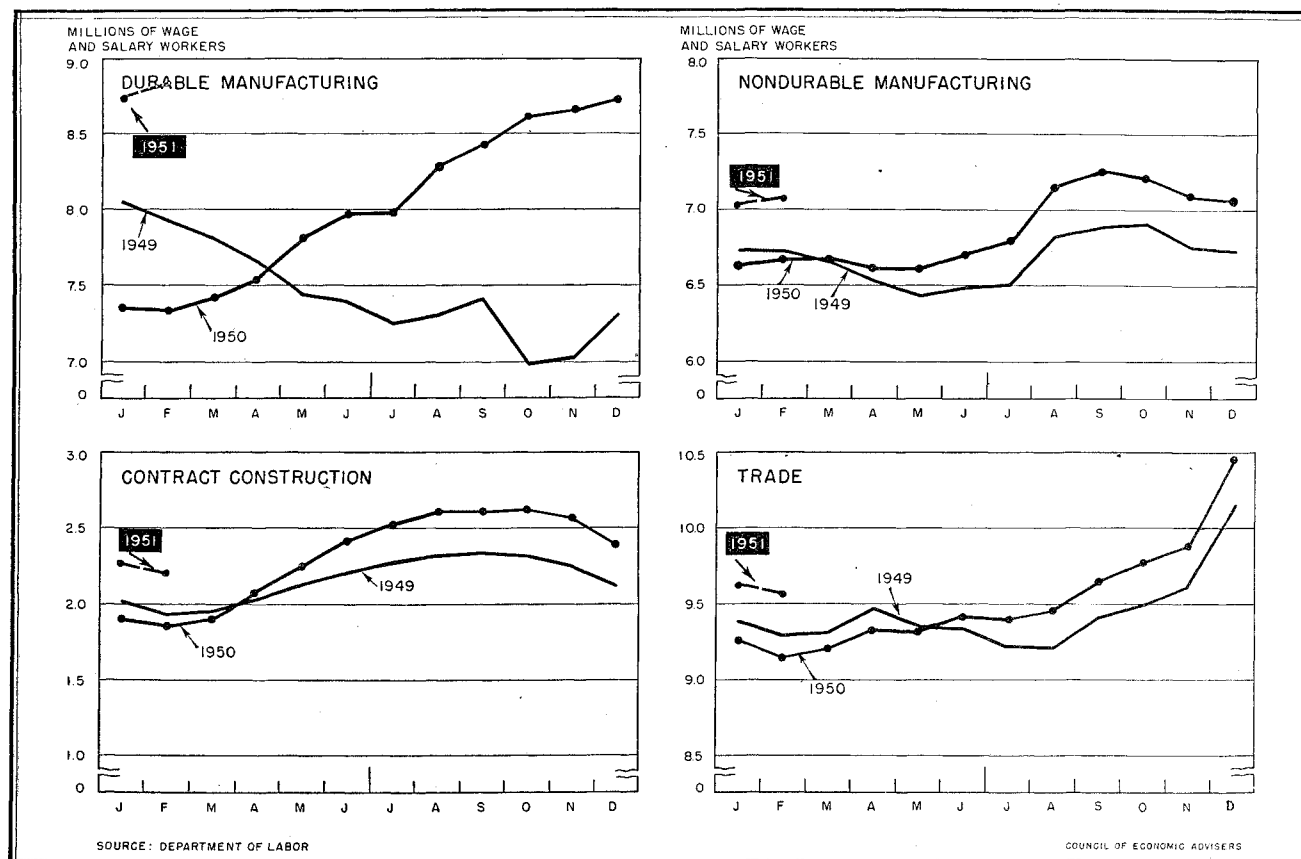 MILLIONS OF WAGE
AND SALARY WORKERS
DURABLE MANUFACTURING
9.0
8.5
8.0
7.5
7.0
0
1951
1949
1950
J F M A M J J A S O N D
MILLIONS OF WAGE
AND SALARY WORKERS
NONDURABLE MANUFACTURING
8.0
7.5
7.0
6.5
6.0
0
1951
1950
1949
J F M A M J J A S O N D
CONTRACT CONSTRUCTION
3.0
2.5
2.0
1.5
1.0
0
1951
1949
1950
J F M A M J J A S O N D
TRADE
10.5
10.0
9.5
9.0
8.5
0
1951
1949
1950
J F M A M J J A S O N D
SOURCE: DEPARTMENT OF LABOR
COUNCIL OF ECONOMIC ADVISERS